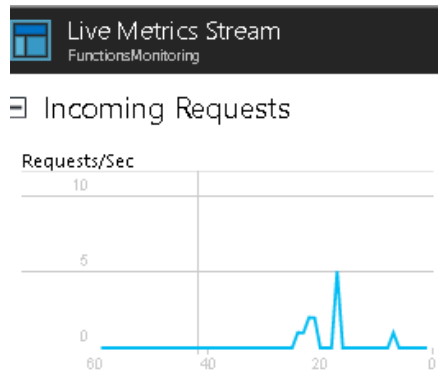 Live Metrics Stream
FunctionsMonitoring
Incoming Requests
Requests/Sec
10
5
0
60 40 20 0